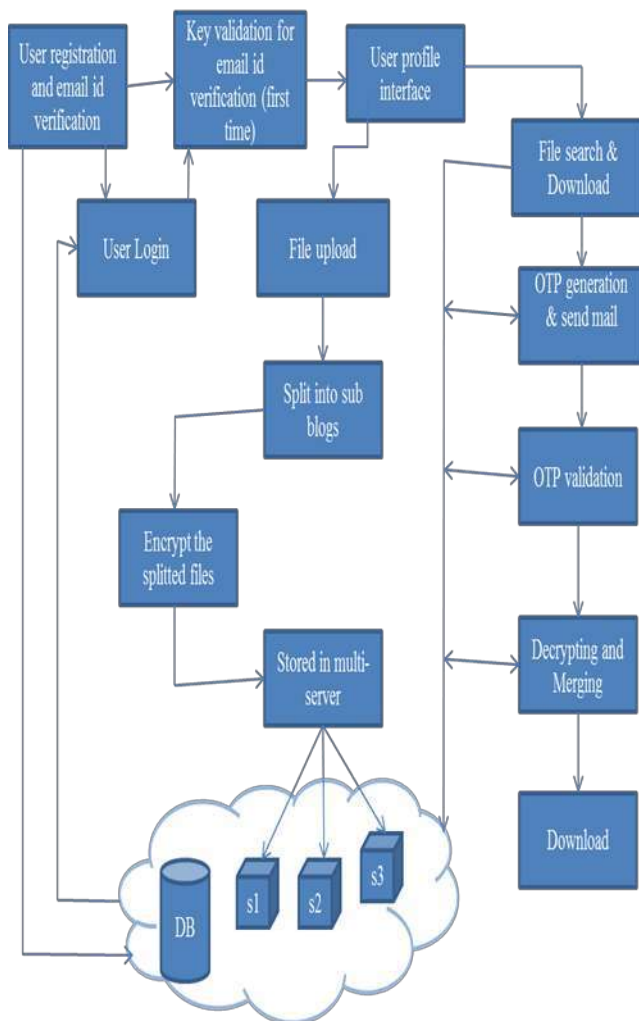 User registration
and email id
verification
Key validation for
email id
verification (first
time)
User profile
interface
File search &
Download
User Login
File upload
OTP generation
& send mail
Split into sub
blogs
OTP validation
Encrypt the
splitted files
Stored in multi-
server
Decrypting and
Merging
Download
DB
s1
s2
s3